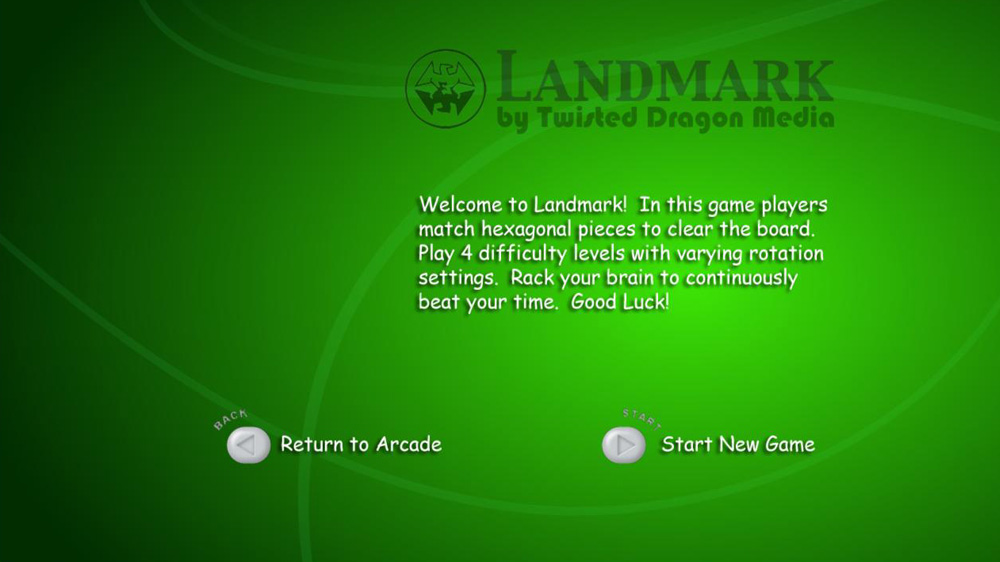 LANDMARK
by Twisted Dragon Media
Welcome to Landmark!  In this game players
match hexagonal pieces to clear the board.
Play 4 difficulty levels with varying rotation
settings.  Rack your brain to continuously
beat your time.  Good Luck!
BACK
Return to Arcade
START
Start New Game